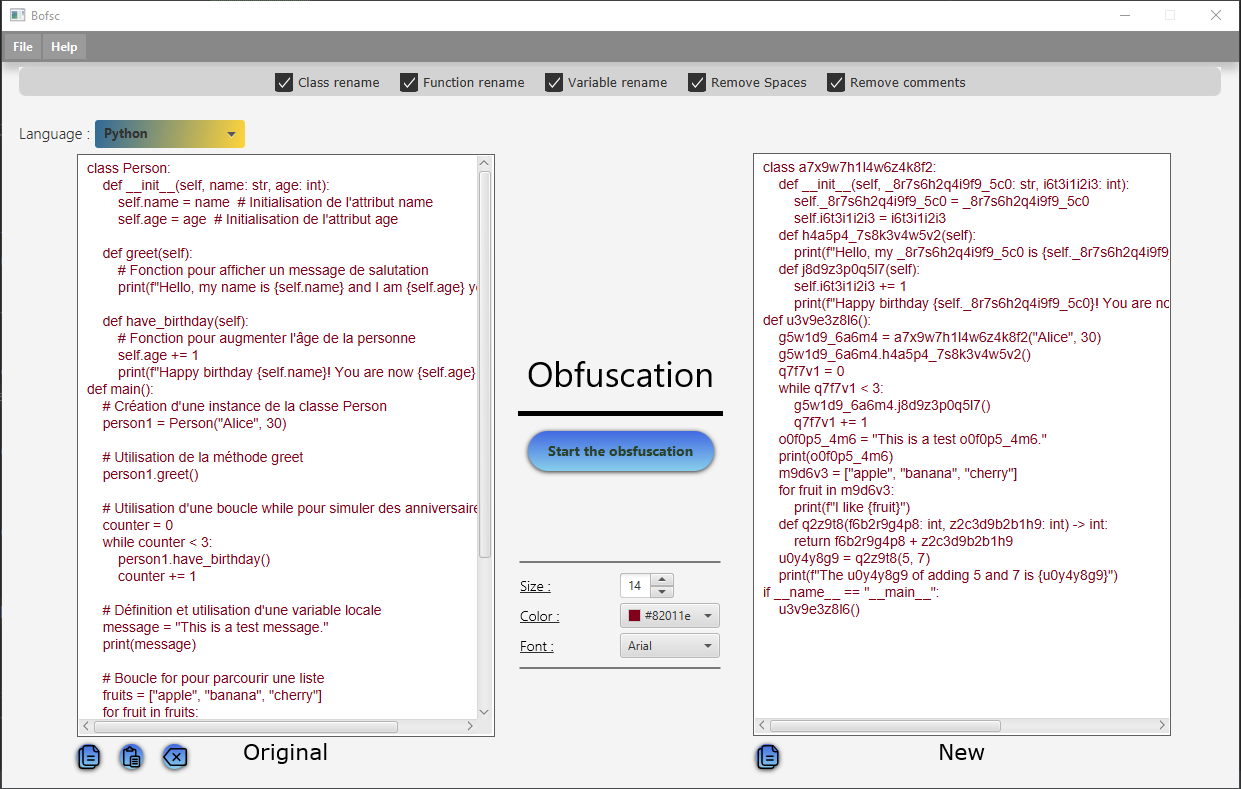 Bofsc
File Help
Class rename Function rename Variable rename Remove Spaces Remove comments
Language : Python
class Person:
def __init__(self, name: str, age: int):
self.name = name # Initialisation de l'attribut name
self.age = age # Initialisation de l'attribut age
def greet(self):
# Fonction pour afficher un message de salutation
print(f"Hello, my name is {self.name} and I am {self.age} y
def have_birthday(self):
# Fonction pour augmenter l'âge de la personne
self.age += 1
print(f"Happy birthday {self.name}! You are now {self.age}
def main():
# Création d'une instance de la classe Person
person1 = Person("Alice", 30)
# Utilisation de la méthode greet
person1.greet()
# Utilisation d'une boucle while pour simuler des anniversaire
counter = 0
while counter < 3:
person1.have_birthday()
counter += 1
# Définition et utilisation d'une variable locale
message = "This is a test message."
print(message)
# Boucle for pour parcourir une liste
fruits = ["apple", "banana", "cherry"]
for fruit in fruits:
Original
Obfuscation
Start the obsfuscation
Size : 14
Color : #82011e
Font : Arial
class a7x9w7h1l4w6z4k8f2:
def __init__(self, _8r7s6h2q4i9f9_5c0: str, i6t3i1i2i3: int):
self._8r7s6h2q4i9f9_5c0 = _8r7s6h2q4i9f9_5c0
self.i6t3i1i2i3 = i6t3i1i2i3
def h4a5p4_7s8k3v4w5v2(self):
print(f"Hello, my _8r7s6h2q4i9f9_5c0 is {self._8r7s6h2q4i9f9
def j8d9z3p0q5l7(self):
self.i6t3i1i2i3 += 1
print(f"Happy birthday {self._8r7s6h2q4i9f9_5c0}! You are no
def u3v9e3z8l6():
g5w1d9_6a6m4 = a7x9w7h1l4w6z4k8f2("Alice", 30)
g5w1d9_6a6m4.h4a5p4_7s8k3v4w5v2()
q7f7v1 = 0
while q7f7v1 < 3:
g5w1d9_6a6m4.j8d9z3p0q5l7()
q7f7v1 += 1
o0f0p5_4m6 = "This is a test o0f0p5_4m6."
print(o0f0p5_4m6)
m9d6v3 = ["apple", "banana", "cherry"]
for fruit in m9d6v3:
print(f"I like {fruit}")
def q2z9t8(f6b2r9g4p8: int, z2c3d9b2b1h9: int) -> int:
return f6b2r9g4p8 + z2c3d9b2b1h9
u0y4y8g9 = q2z9t8(5, 7)
print(f"The u0y4y8g9 of adding 5 and 7 is {u0y4y8g9}")
if __name__ == "__main__":
u3v9e3z8l6()
New